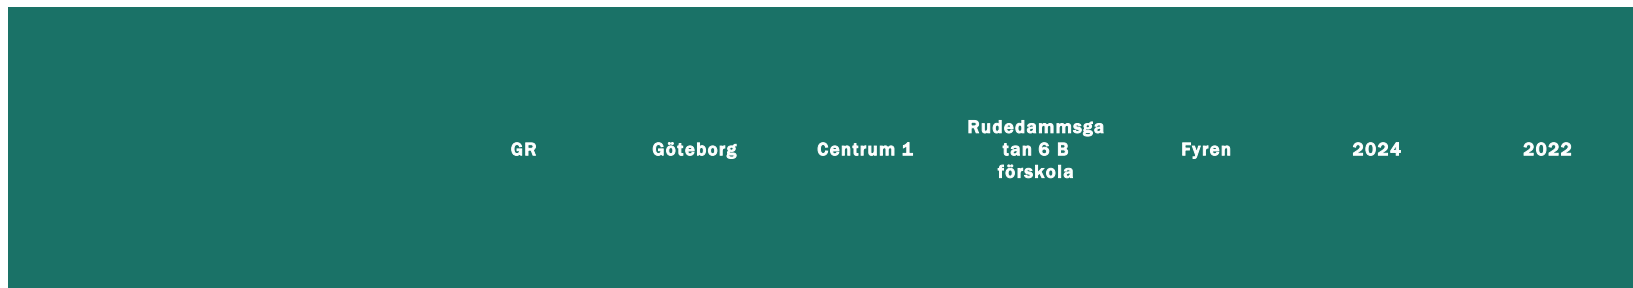 GR
Göteborg
Centrum 1
Rudedammsga
tan 6 B
förskola
Fyren
2024
2022